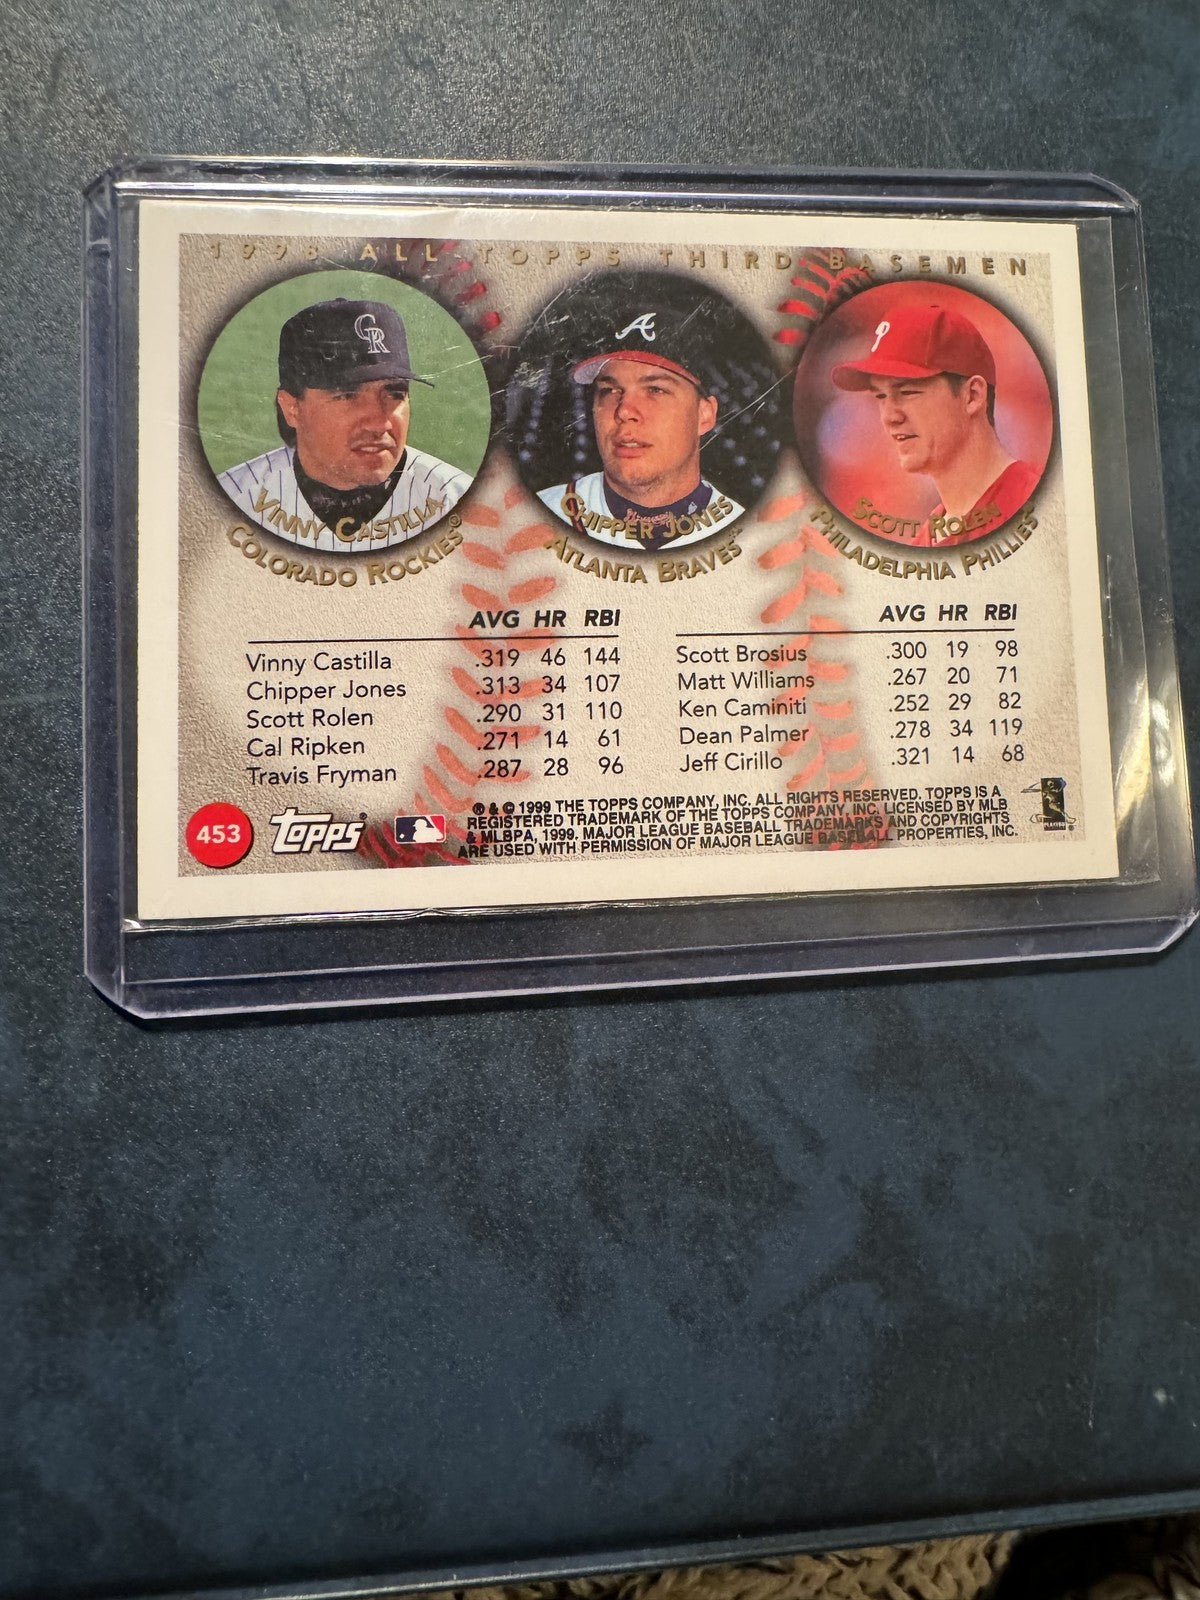 1998 ALL-TOPPS THIRD BASEMEN
CR
A
P
VINNY CASTILLA
COLORADO ROCKIES©
CHIPPER JONES
ATLANTA BRAVES™
SCOTT ROLEN
PHILADELPHIA PHILLIES™
AVG HR RBI
Vinny Castilla .319 46 144
Chipper Jones .313 34 107
Scott Rolen .290 31 110
Cal Ripken .271 14 61
Travis Fryman .287 28 96
AVG HR RBI
Scott Brosius .300 19 98
Matt Williams .267 20 71
Ken Caminiti .252 29 82
Dean Palmer .278 34 119
Jeff Cirillo .321 14 68
453
TOPPS®
® & © 1999 THE TOPPS COMPANY, INC. ALL RIGHTS RESERVED. TOPPS IS A
REGISTERED TRADEMARK OF THE TOPPS COMPANY, INC. LICENSED BY MLB
& MLBPA, 1999. MAJOR LEAGUE BASEBALL TRADEMARKS AND COPYRIGHTS
ARE USED WITH PERMISSION OF MAJOR LEAGUE BASEBALL PROPERTIES, INC.